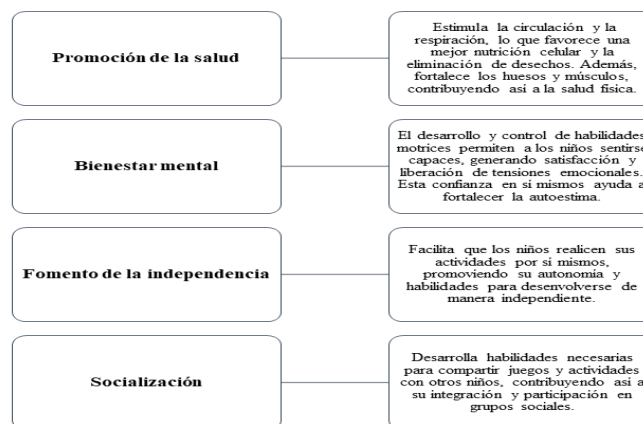 Promoción de la salud
Estimula la circulación y la
respiración, lo que favorece una
mejor nutrición celular y la
eliminación de desechos. Además,
fortalece los huesos y músculos,
contribuyendo así a la salud física.
Bienestar mental
El desarrollo y control de habilidades
motrices permiten a los niños sentirse
capaces, generando satisfacción y
liberación de tensiones emocionales.
Esta confianza en sí mismos ayuda a
fortalecer la autoestima.
Fomento de la independencia
Facilita que los niños realicen sus
actividades por sí mismos,
promoviendo su autonomía y
habilidades para desenvolverse de
manera independiente.
Socialización
Desarrolla habilidades necesarias
para compartir juegos y actividades
con otros niños, contribuyendo así a
su integración y participación en
grupos sociales.